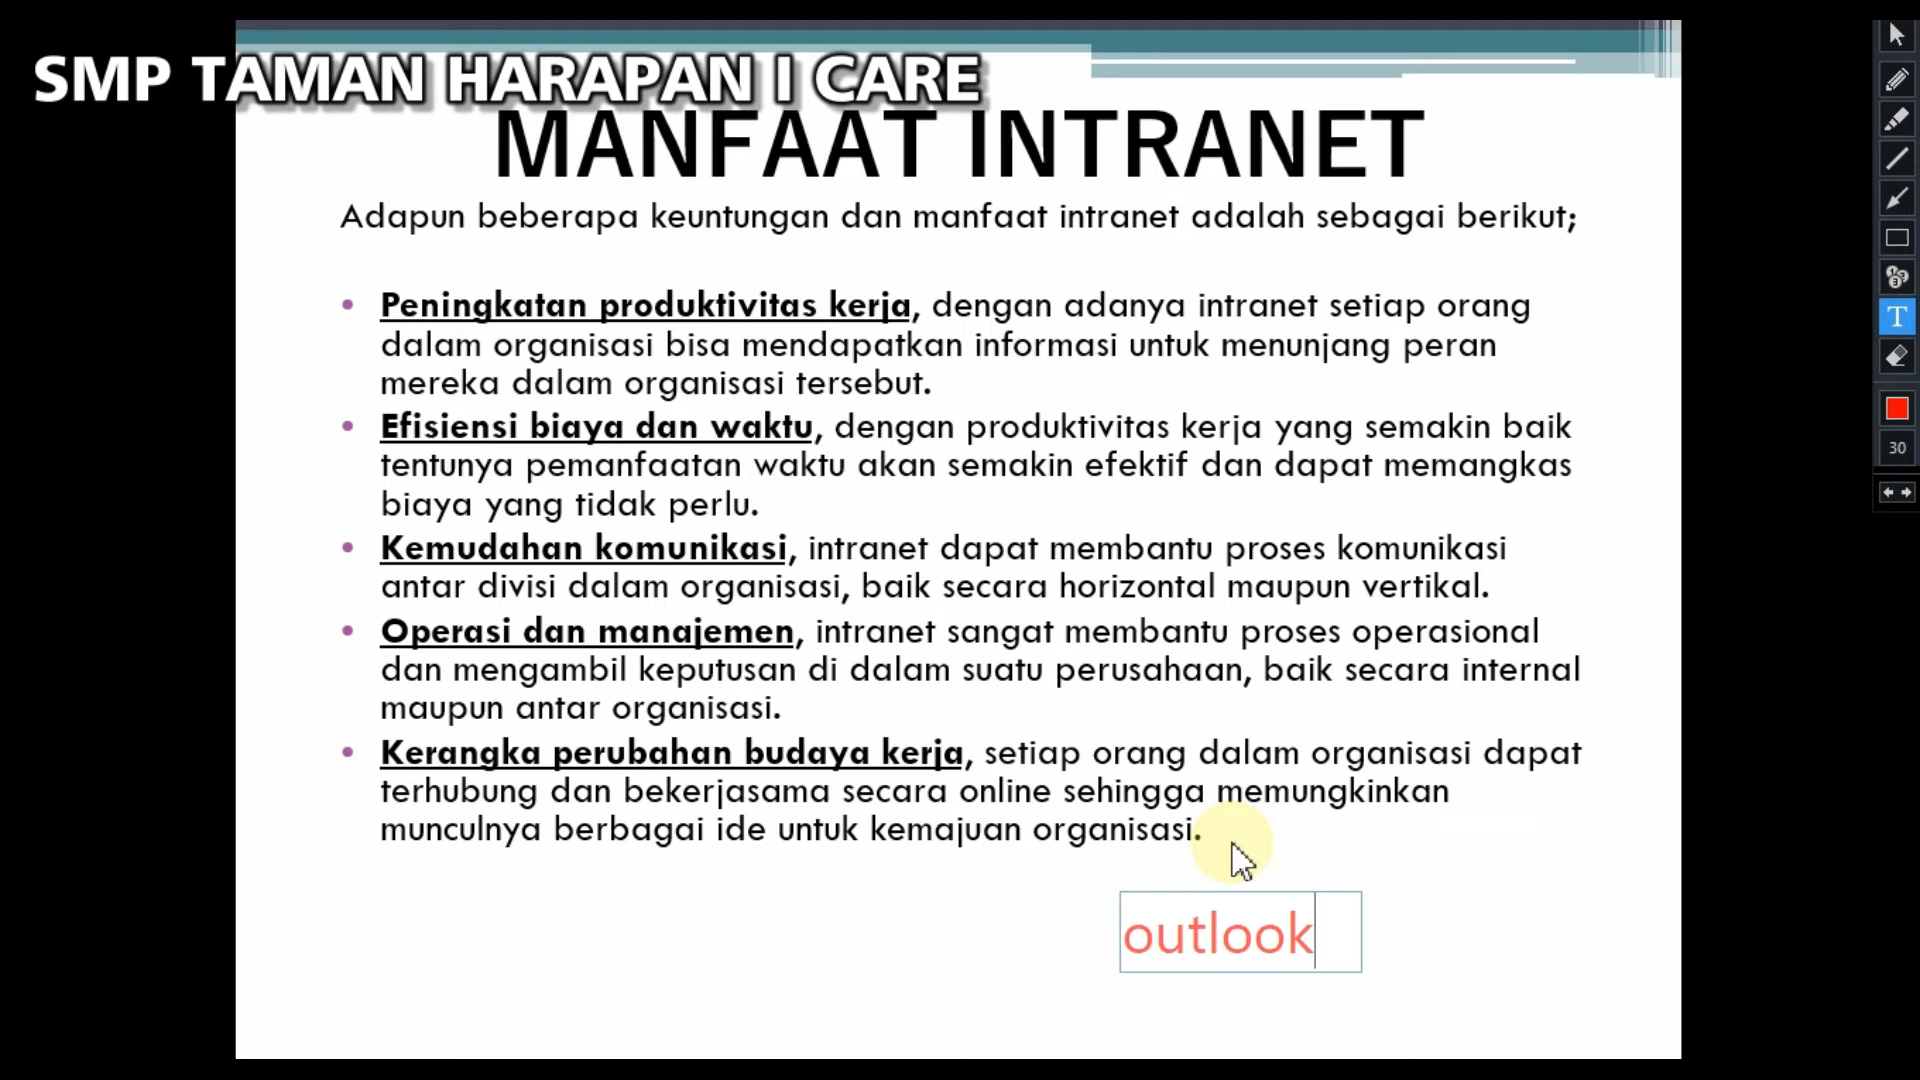 SMP TAMAN HARAPAN I CARE
MANFAAT INTRANET
Adapun beberapa keuntungan dan manfaat intranet adalah sebagai berikut;
• Peningkatan produktivitas kerja, dengan adanya intranet setiap orang
dalam organisasi bisa mendapatkan informasi untuk menunjang peran
mereka dalam organisasi tersebut.
• Efisiensi biaya dan waktu, dengan produktivitas kerja yang semakin baik
tentunya pemanfaatan waktu akan semakin efektif dan dapat memangkas
biaya yang tidak perlu.
• Kemudahan komunikasi, intranet dapat membantu proses komunikasi
antar divisi dalam organisasi, baik secara horizontal maupun vertikal.
• Operasi dan manajemen, intranet sangat membantu proses operasional
dan mengambil keputusan di dalam suatu perusahaan, baik secara internal
maupun antar organisasi.
• Kerangka perubahan budaya kerja, setiap orang dalam organisasi dapat
terhubung dan bekerjasama secara online sehingga memungkinkan
munculnya berbagai ide untuk kemajuan organisasi.
outlook
T
30